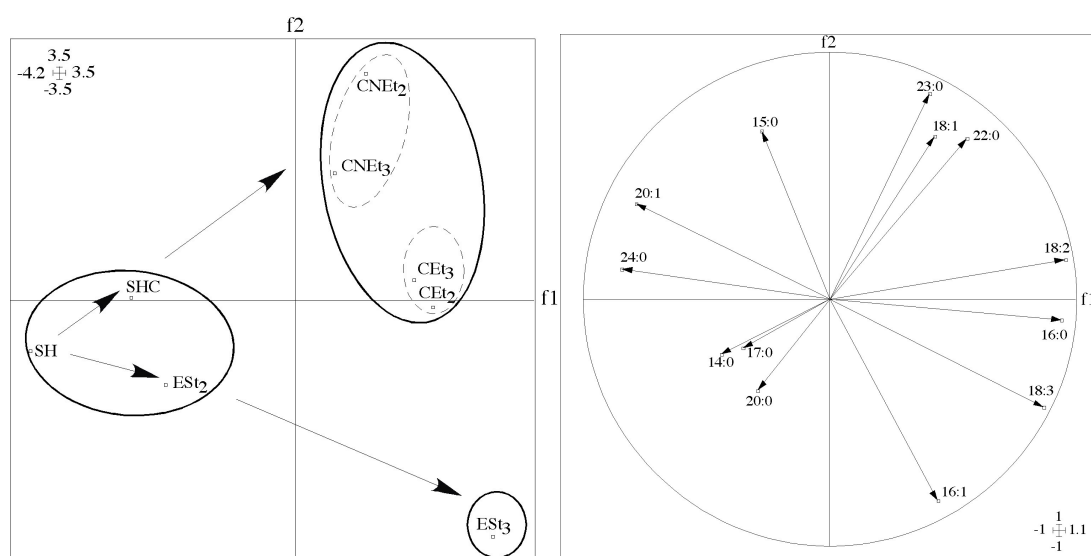 f2
3.5
-4.2 3.5
-3.5
CNEt2
CNEt3
CEt3
CEt2
f1
SHC
SH
ESt2
ESt3
f2
23:0
15:0
18:1 22:0
20:1
18:2
24:0
f1
16:0
14:0 17:0
20:0
18:3
16:1
1
-1 1.1
-1